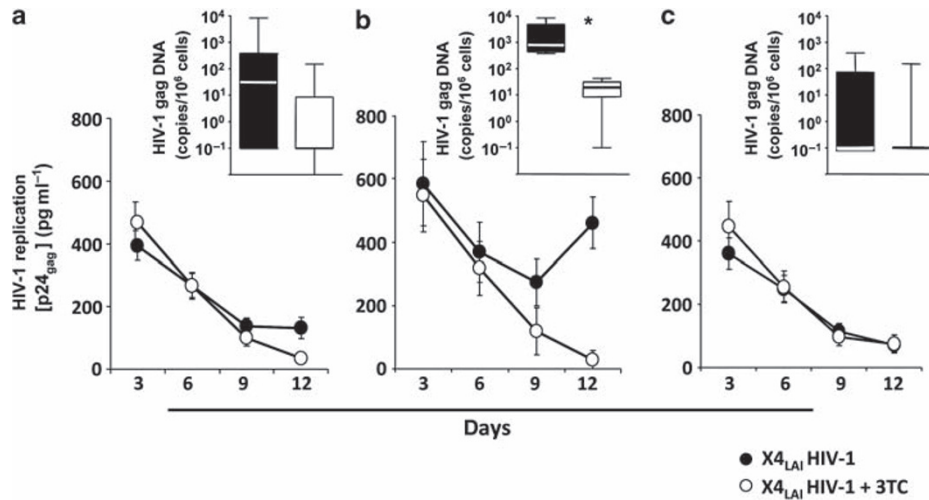 a
HIV-1 gag DNA
(copies/10⁶ cells)
10⁴
10³
10²
10¹
10⁰
10⁻¹
b
HIV-1 gag DNA
(copies/10⁶ cells)
10⁴
10³
10²
10¹
10⁰
10⁻¹
*
c
HIV-1 gag DNA
(copies/10⁶ cells)
10⁴
10³
10²
10¹
10⁰
10⁻¹
HIV-1 replication
[p24gag] (pg ml⁻¹)
800
600
400
200
0
3 6 9 12
800
600
400
200
0
3 6 9 12
800
600
400
200
0
3 6 9 12
Days
X4LAI HIV-1
X4LAI HIV-1 + 3TC